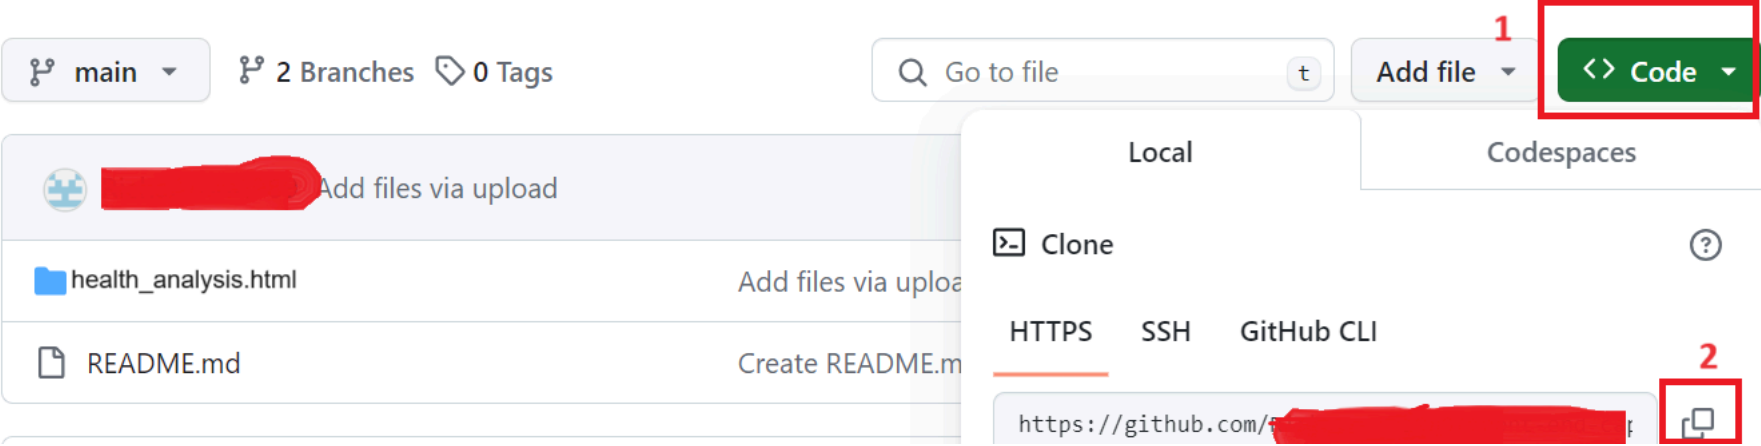 1
main 2 Branches 0 Tags Go to file t Add file <> Code
Local Codespaces
Add files via upload
Clone
health_analysis.html Add files via uploa
HTTPS SSH GitHub CLI
README.md Create README.m
2
https://github.com/